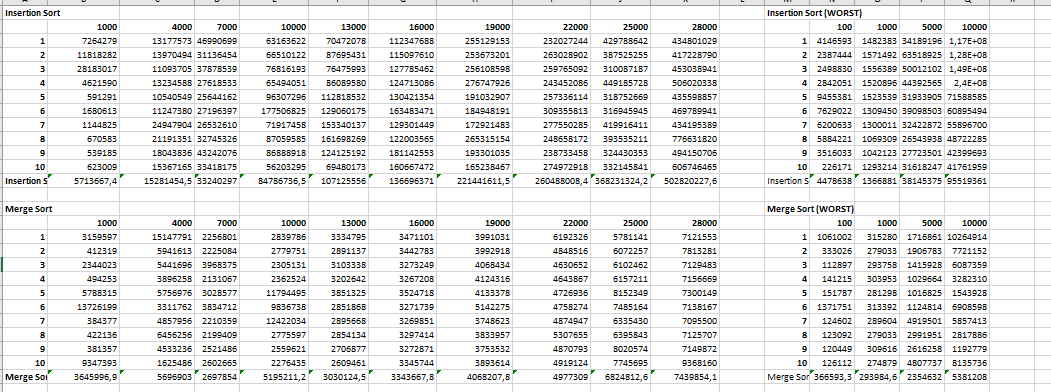 Insertion Sort Insertion Sort (WORST)
1000 4000 7000 10000 13000 16000 19000 22000 25000 28000 100 1000 5000 10000
1 7264279 13177573 46990699 63163622 70472078 112347688 255129153 232027244 429788642 434801029 1 4146593 1482383 34189196 1,17E+08
2 11818282 13970494 31136454 66510122 87695431 115097610 253673201 263028902 387525255 417228790 2 2387444 1571492 63518925 1,28E+08
3 28183017 11093705 37878539 76816193 76475993 127785462 256108598 259765092 310087187 453038941 3 2498830 1556389 50012102 1,49E+08
4 4621590 13234588 27618533 65494051 86089580 124713086 276747926 243452086 449185728 506020338 4 2842051 1520896 44392565 2,4E+08
5 591291 10540549 25644162 96307296 112818532 130421354 191032907 257336114 318752669 435598857 5 9455381 1523539 31933905 71588585
6 1680613 11247380 27196397 177506825 129060175 163483471 184948191 309355813 316945945 469789941 6 7629022 1309450 39098503 60895494
7 1144825 24947904 26532610 71917458 153340137 129301449 172921483 277550285 419916411 434195389 7 6200633 1300011 32422872 55896700
8 670583 21191351 32745326 87059585 161698269 122003565 265315154 248658172 393535211 776631820 8 5884221 1069309 26543938 48722285
9 539185 18043836 43242076 86888918 124125192 181142553 193301035 238733458 324430353 494150706 9 3516033 1042123 27723501 42399693
10 623009 15367165 33418175 56203295 69480173 160667472 165238467 274972918 332145841 606746465 10 226171 1293214 31618247 41761959
Insertion S 5713667,4 15281454,5 33240297 84786736,5 107125556 136696371 221441611,5 260488008,4 368231324,2 502820227,6 Insertion S 4478638 1366881 38145375 95519361
Merge Sort Merge Sort (WORST)
1000 4000 7000 10000 13000 16000 19000 22000 25000 28000 100 1000 5000 10000
1 3159597 15147791 2256801 2839786 3334795 3471101 3991031 6192326 5781141 7121553 1 1061002 315280 1716861 10264914
2 412319 5941613 2225084 2779751 2891137 3442783 3992918 4848516 6072257 7813281 2 333026 279033 1906783 7721152
3 2344023 5441696 3968375 2305131 3103338 3273249 4068434 4630652 6102462 7129483 3 112897 293758 1415928 6087359
4 494253 3896258 2131067 2362524 3202642 3267208 4124316 4643867 6157211 7156669 4 141215 303953 1029664 3282310
5 5788315 5756976 3028577 11794495 3851325 3524718 4133378 4726936 8152349 7300149 5 151787 281298 1016825 1543928
6 13726199 3311762 3834712 9836738 2851868 3271739 5142275 4758274 7485164 7138167 6 1371751 313392 1124814 6908598
7 384377 4857956 2210359 12422034 2895668 3269851 3748623 4874947 6335430 7095500 7 124602 289604 4919501 5857413
8 422136 6456256 2199409 2775597 2854134 3297414 3833957 5307655 6395843 7125707 8 123092 279033 2991951 2817886
9 381357 4533236 2521486 2559621 2706877 3272871 3753532 4870793 8020574 7149872 9 120449 309616 2616258 1192779
10 9347393 1625486 2602665 2276435 2609461 3345744 3893614 4919124 7745695 9368160 10 126112 274879 4807737 8135736
Merge Sor 3645996,9 5696903 2697854 5195211,2 3030124,5 3343667,8 4068207,8 4977309 6824812,6 7439854,1 Merge Sor 366593,3 293984,6 2354632 5381208